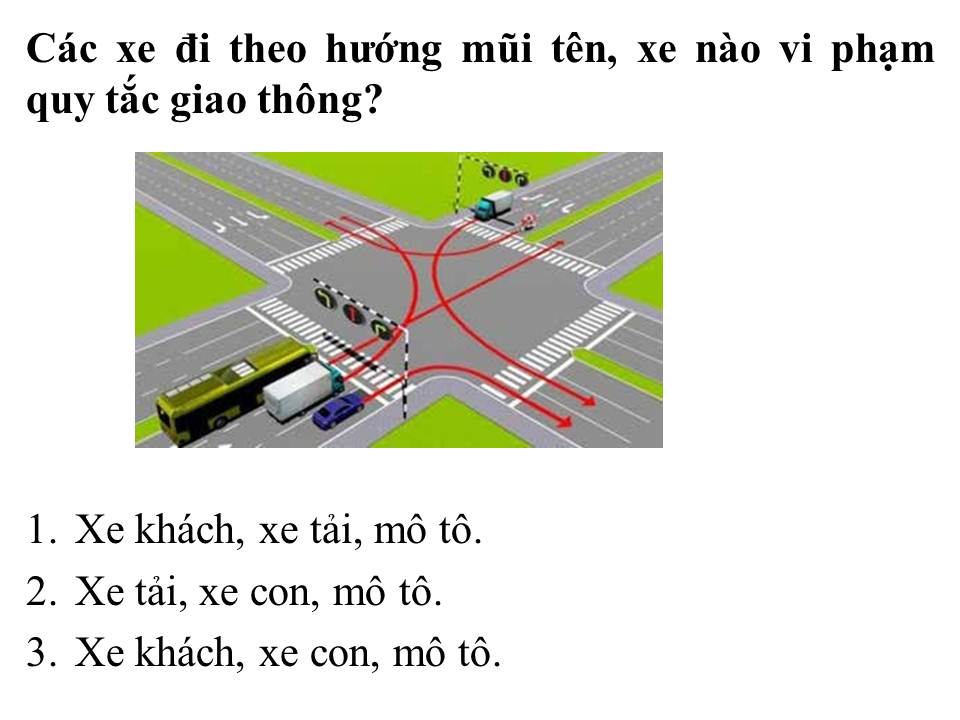 Các xe đi theo hướng mũi tên, xe nào vi phạm
quy tắc giao thông?
1. Xe khách, xe tải, mô tô.
2. Xe tải, xe con, mô tô.
3. Xe khách, xe con, mô tô.